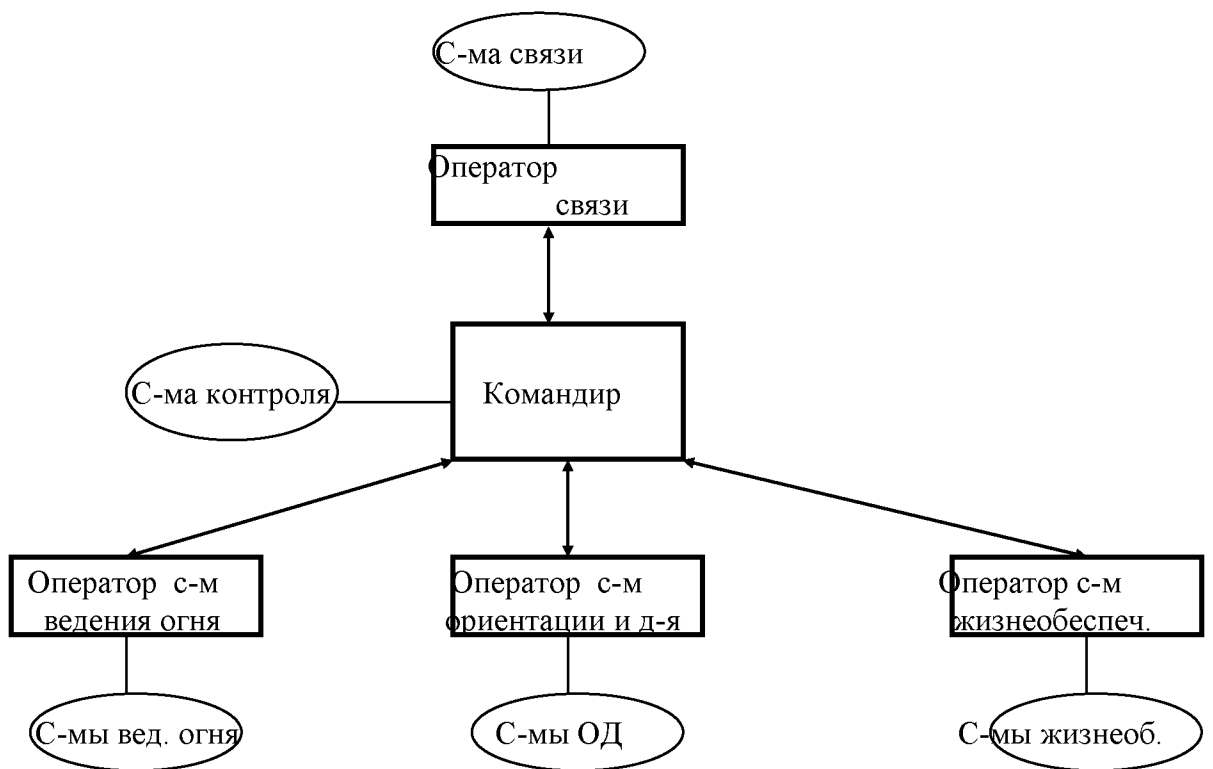 С-ма связи
Оператор
связи
С-ма контроля
Командир
Оператор с-м
ведения огня
Оператор с-м
ориентации и д-я
Оператор с-м
жизнеобеспеч.
С-мы вед. огня
С-мы ОД
С-мы жизнеоб.